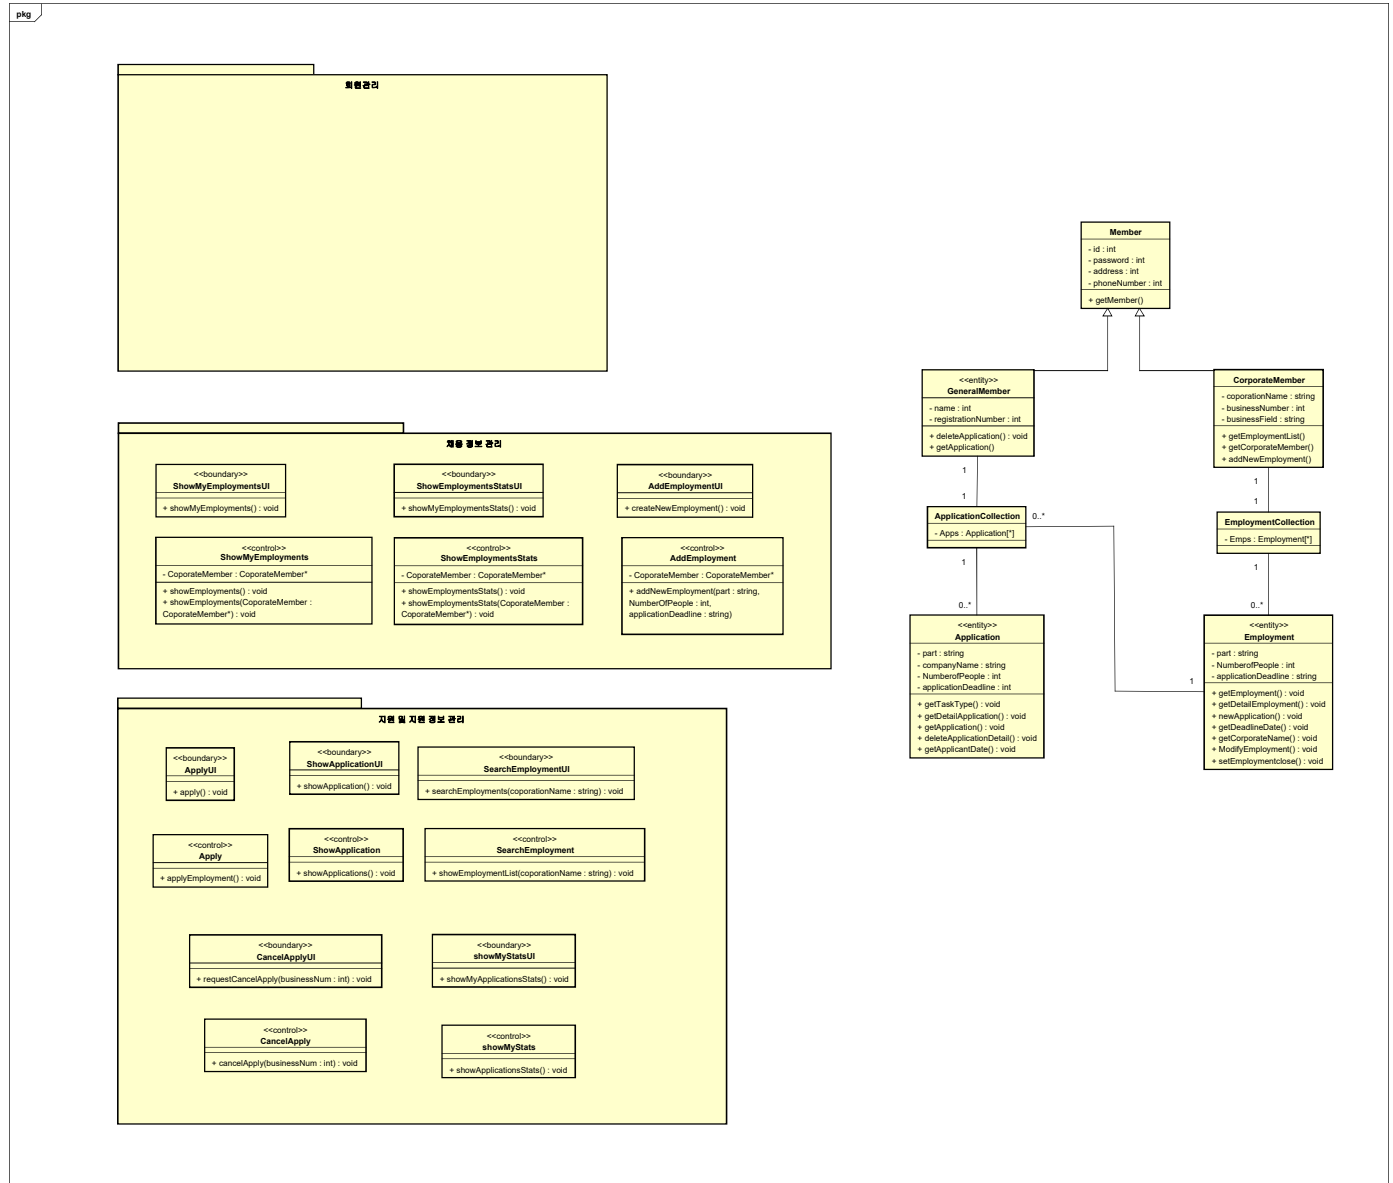 pkg
회원관리
채용 정보 관리
<<boundary>>
ShowMyEmploymentsUI
+ showMyEmployments() : void
<<boundary>>
ShowEmploymentsStatsUI
+ showMyEmploymentsStats() : void
<<boundary>>
AddEmploymentUI
+ createNewEmployment() : void
<<control>>
ShowMyEmployments
- CoporateMember : CoporateMember*
+ showEmployments() : void
+ showEmployments(CoporateMember :
CoporateMember*) : void
<<control>>
ShowEmploymentsStats
- CoporateMember : CoporateMember*
+ showEmploymentsStats() : void
+ showEmploymentsStats(CoporateMember :
CoporateMember*) : void
<<control>>
AddEmployment
- CoporateMember : CoporateMember*
+ addNewEmployment(part : string,
NumberOfPeople : int,
applicationDeadline : string)
지원 및 지원 정보 관리
<<boundary>>
ApplyUI
+ apply() : void
<<boundary>>
ShowApplicationUI
+ showApplication() : void
<<boundary>>
SearchEmploymentUI
+ searchEmployments(coporationName : string) : void
<<control>>
Apply
+ applyEmployment() : void
<<control>>
ShowApplication
+ showApplications() : void
<<control>>
SearchEmployment
+ showEmploymentList(coporationName : string) : void
<<boundary>>
CancelApplyUI
+ requestCancelApply(businessNum : int) : void
<<boundary>>
showMyStatsUI
+ showMyApplicationsStats() : void
<<control>>
CancelApply
+ cancelApply(businessNum : int) : void
<<control>>
showMyStats
+ showApplicationsStats() : void
Member
- id : int
- password : int
- address : int
- phoneNumber : int
+ getMember()
<<entity>>
GeneralMember
- name : int
- registrationNumber : int
+ deleteApplication() : void
+ getApplication()
CorporateMember
- coporationName : string
- businessNumber : int
- businessField : string
+ getEmploymentList()
+ getCorporateMember()
+ addNewEmployment()
1
1
1
1
ApplicationCollection
- Apps : Application[*]
0..*
EmploymentCollection
- Emps : Employment[*]
1
1
0..*
0..*
<<entity>>
Application
- part : string
- companyName : string
- NumberofPeople : int
- applicationDeadline : int
+ getTaskType() : void
+ getDetailApplication() : void
+ getApplication() : void
+ deleteApplicationDetail() : void
+ getApplicantDate() : void
1
<<entity>>
Employment
- part : string
- NumberofPeople : int
- applicationDeadline : string
+ getEmployment() : void
+ getDetailEmployment() : void
+ newApplication() : void
+ getDeadlineDate() : void
+ getCorporateName() : void
+ ModifyEmployment() : void
+ setEmploymentclose() : void